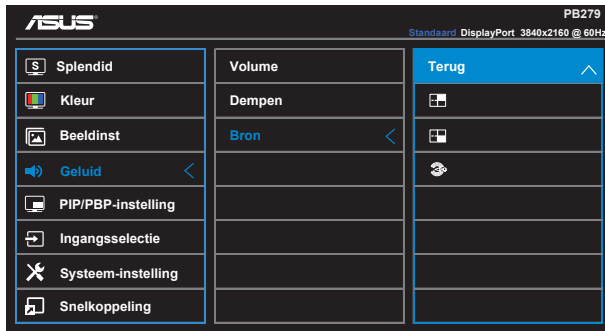 ASUS
PB279
Standaard DisplayPort 3840x2160 @ 60Hz
S Splendid
Kleur
Beeldinst
Geluid
PIP/PBP-instelling
Ingangsselectie
Systeem-instelling
Snelkoppeling
Volume
Dempen
Bron
Terug